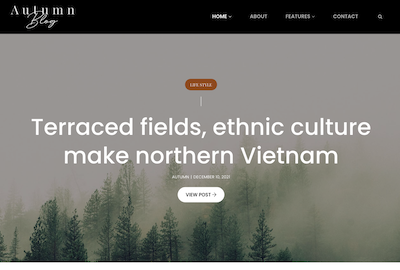 Autumn
Blog
HOME
ABOUT
FEATURES
CONTACT
LIFE STYLE
Terraced fields, ethnic culture
make northern Vietnam
AUTUMN | DECEMBER 10, 2021
VIEW POST →